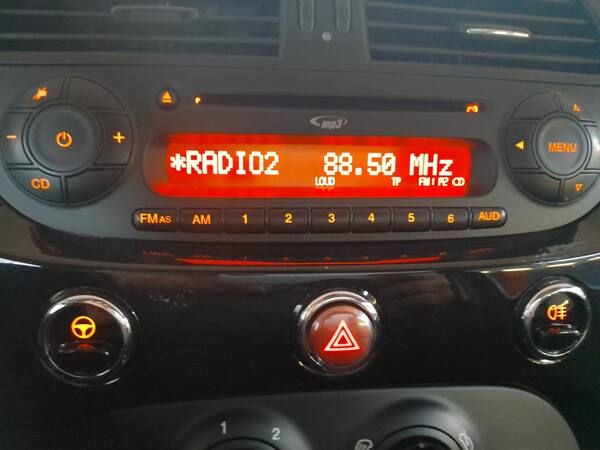 mp3
*RADIO2 88.50 MHz
LOUD TP FM1 P2 CD
- + MENU
CD
FM AS AM 1 2 3 4 5 6 AUD
1 2